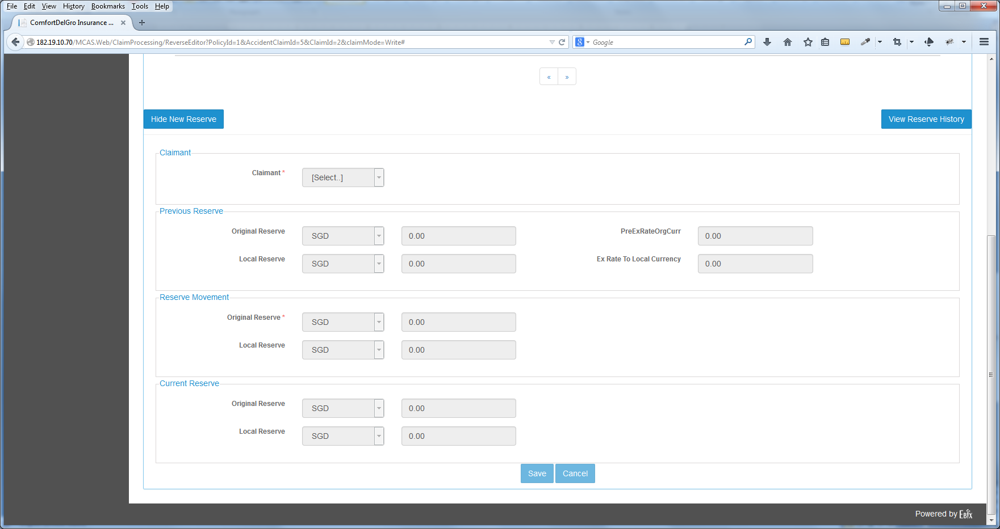 File Edit View History Bookmarks Tools Help
ComfortDelGro Insurance ...
182.19.10.70/MCAS.Web/ClaimProcessing/ReverseEditor?PolicyId=1&AccidentClaimId=5&ClaimId=2&claimMode=Write#
Google
« »
Hide New Reserve View Reserve History
Claimant
Claimant * [Select..]
Previous Reserve
Original Reserve SGD 0.00 PreExRateOrgCurr 0.00
Local Reserve SGD 0.00 Ex Rate To Local Currency 0.00
Reserve Movement
Original Reserve * SGD 0.00
Local Reserve SGD 0.00
Current Reserve
Original Reserve SGD 0.00
Local Reserve SGD 0.00
Save Cancel
Powered by Ebix